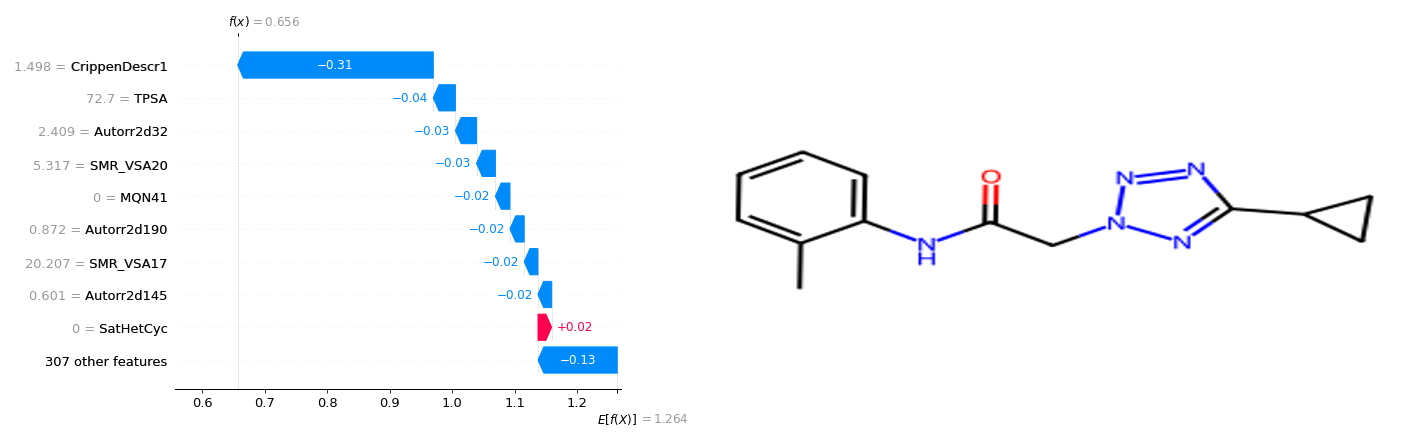 f(x) = 0.656
1.498 = CrippenDescr1
−0.31
72.7 = TPSA
−0.04
2.409 = Autorr2d32
−0.03
5.317 = SMR_VSA20
−0.03
0 = MQN41
−0.02
0.872 = Autorr2d190
−0.02
20.207 = SMR_VSA17
−0.02
0.601 = Autorr2d145
−0.02
0 = SatHetCyc
+0.02
307 other features
−0.13
0.6 0.7 0.8 0.9 1.0 1.1 1.2
E[f(X)] = 1.264
O
N N
N
N
N
H